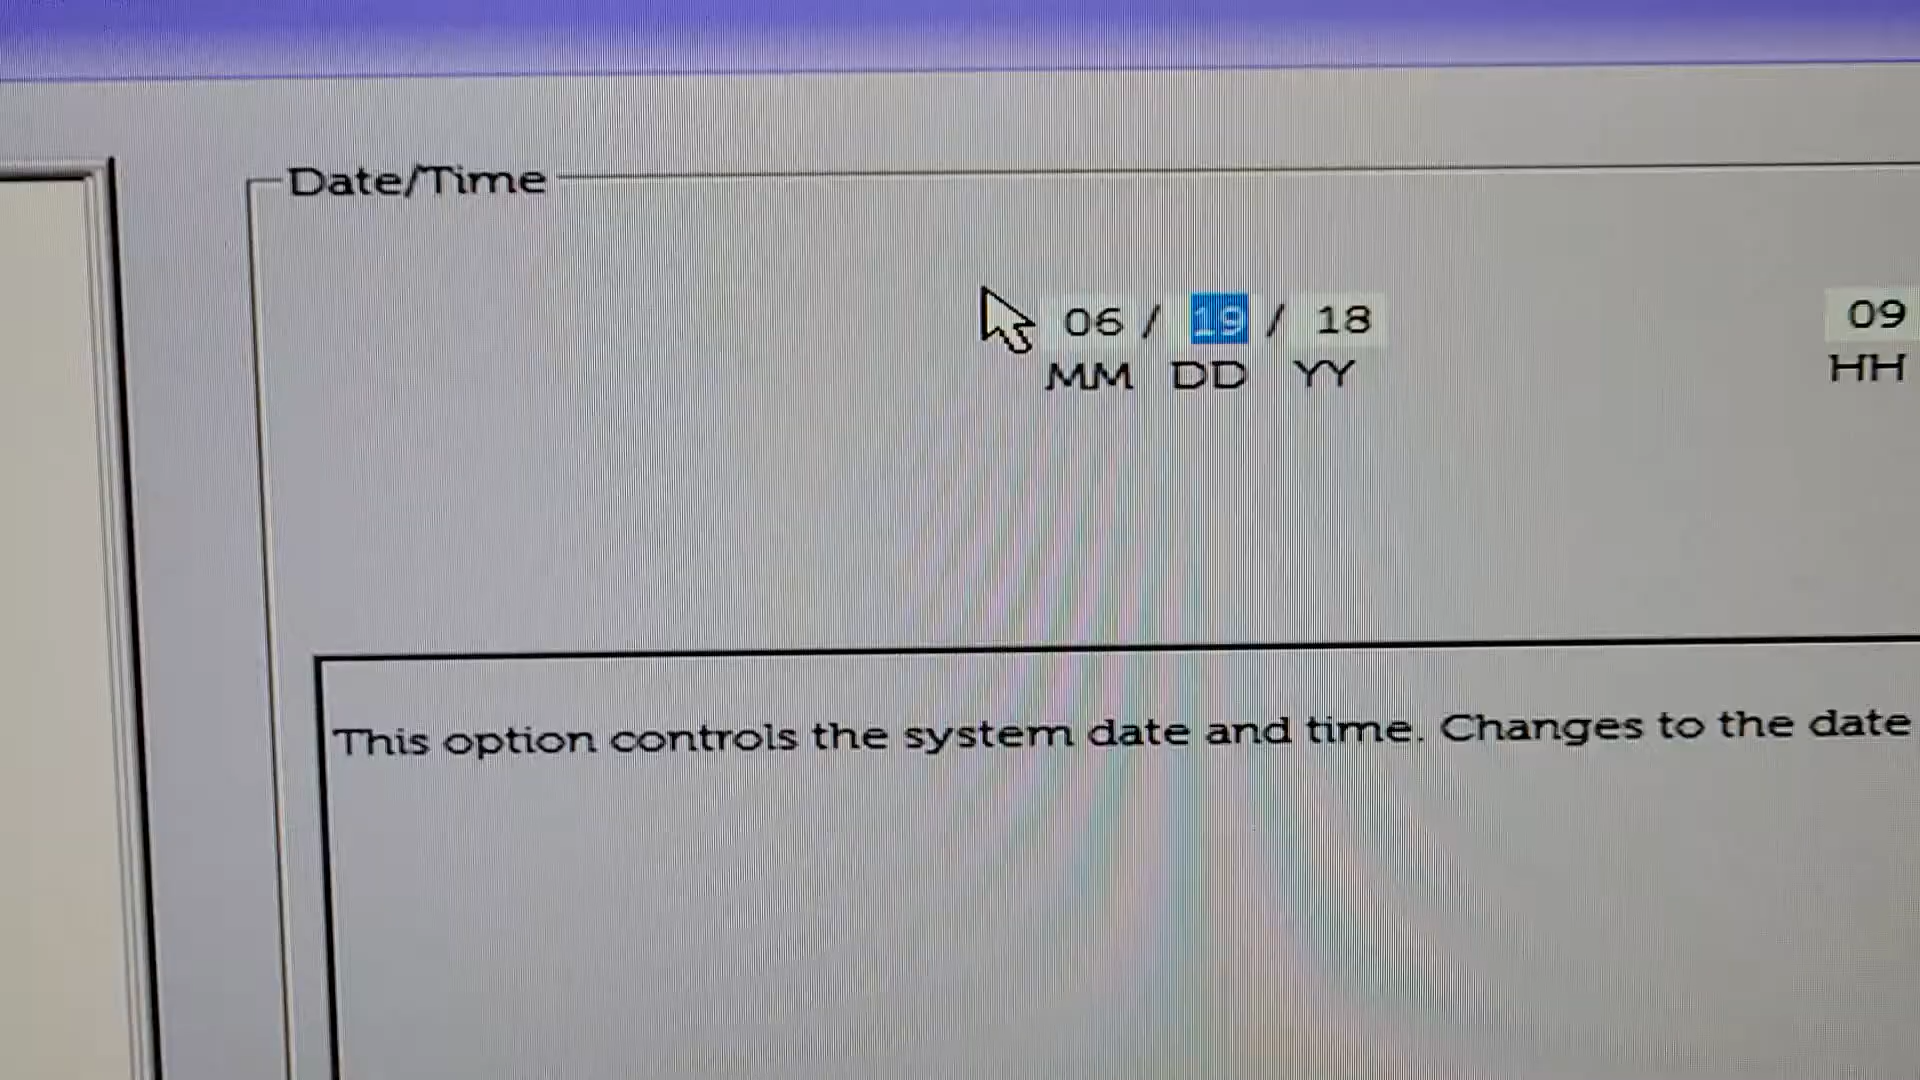 Date/Time
06 / 19 / 18 09
MM DD YY HH
This option controls the system date and time. Changes to the date